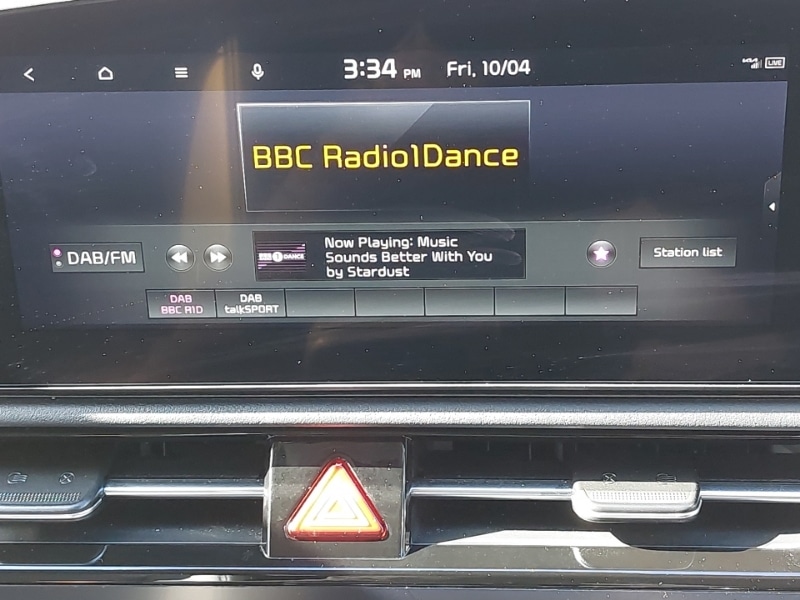 3:34 PM Fri, 10/04 LIVE
BBC Radio1Dance
DAB/FM
DANCE
Now Playing: Music
Sounds Better With You
by Stardust
Station list
DAB
BBC R1D
DAB
talkSPORT